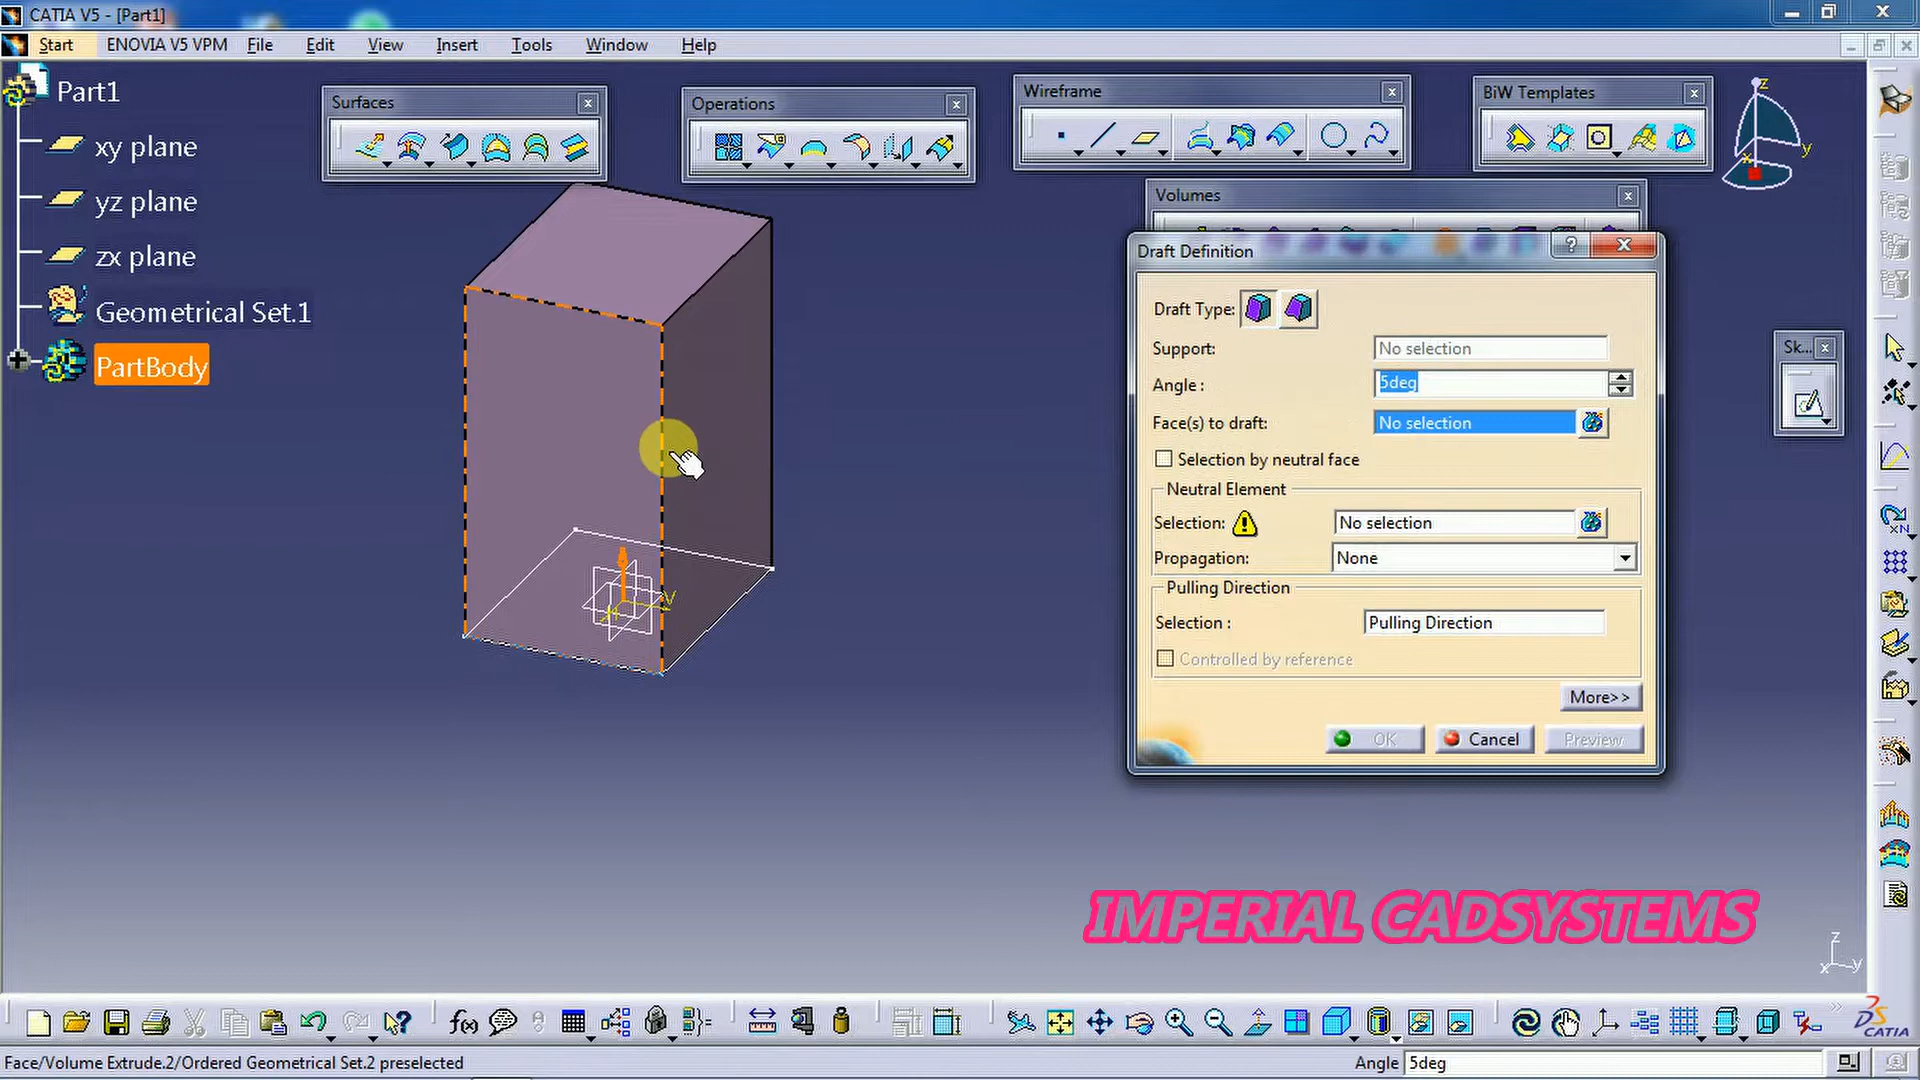 CATIA V5 - [Part1]
Start ENOVIA V5 VPM File Edit View Insert Tools Window Help
Part1
xy plane
yz plane
zx plane
Geometrical Set.1
PartBody
Surfaces
Operations
Wireframe
BiW Templates
Volumes
z
y
x
Draft Definition
Draft Type:
Support: No selection
Angle : 5deg
Face(s) to draft: No selection
Selection by neutral face
Neutral Element
Selection: No selection
Propagation: None
Pulling Direction
Selection : Pulling Direction
Controlled by reference
More>>
OK Cancel Preview
Sk...
V
H
IMPERIAL CADSYSTEMS
z
x y
f(x)
CATIA
Face/Volume Extrude.2/Ordered Geometrical Set.2 preselected
Angle 5deg